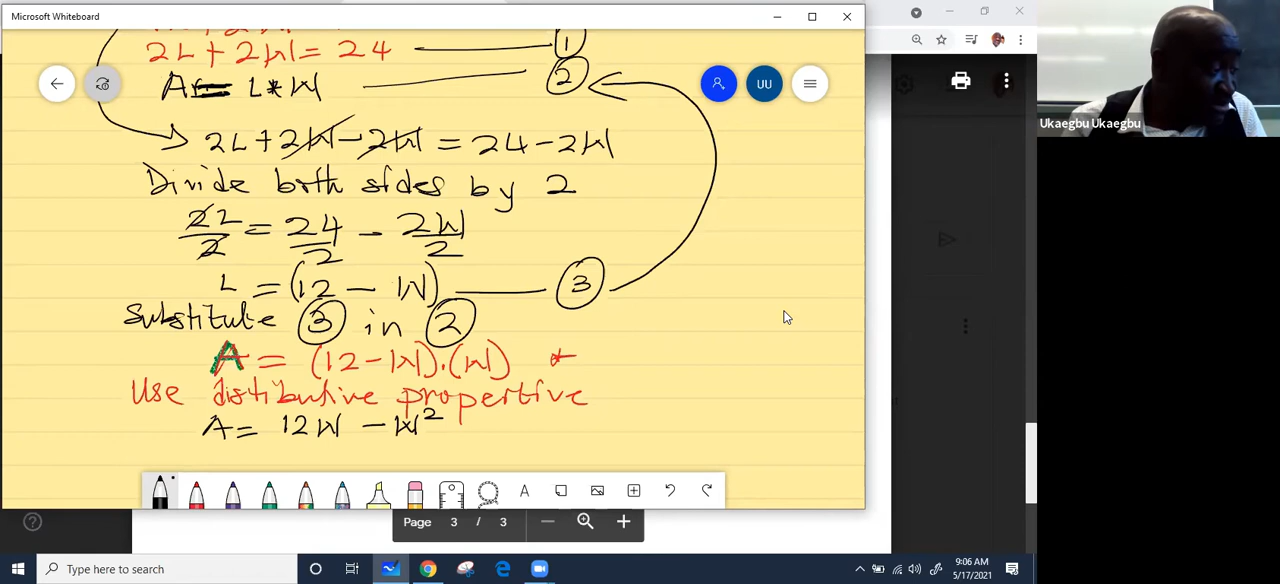 Microsoft Whiteboard
2L + 2W = 24 ①
A = L * W ②
UU
Ukaegbu Ukaegbu
2L + 2W - 2W = 24 - 2W
Divide both sides by 2
2L/2 = 24/2 - 2W/2
L = (12 - W) ③
Substitute ③ in ②
A = (12 - W).(W) *
Use distributive propertive
A = 12W - W²
A
Page 3 / 3
Type here to search
9:06 AM
5/17/2021